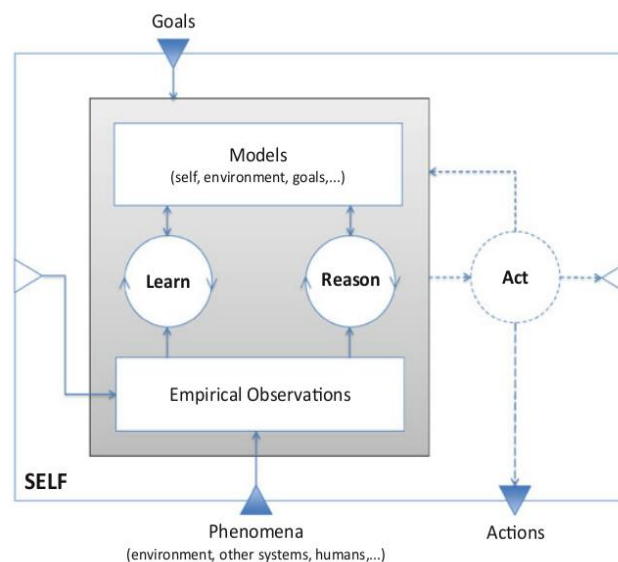 Goals
Models
(self, environment, goals,...)
Learn
Reason
Act
Empirical Observations
SELF
Phenomena
(environment, other systems, humans,...)
Actions